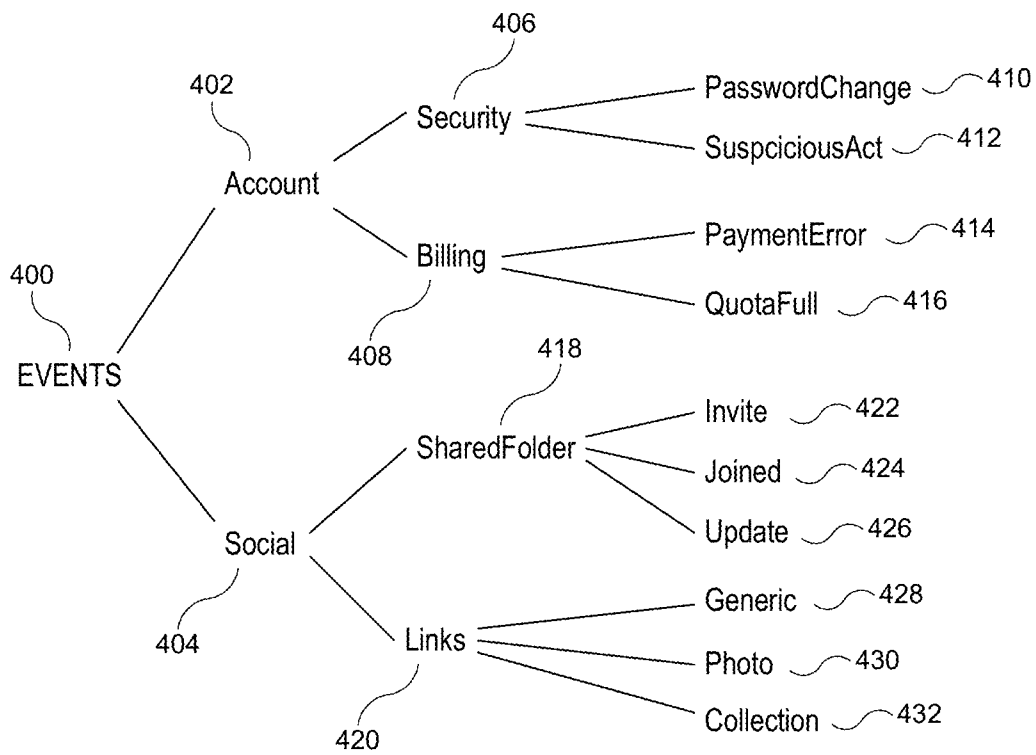 406
402
Security
PasswordChange 410
SuspciciousAct 412
Account
Billing
PaymentError 414
QuotaFull 416
400
408
EVENTS
418
SharedFolder
Invite 422
Joined 424
Update 426
Social
404
Links
Generic 428
Photo 430
Collection 432
420